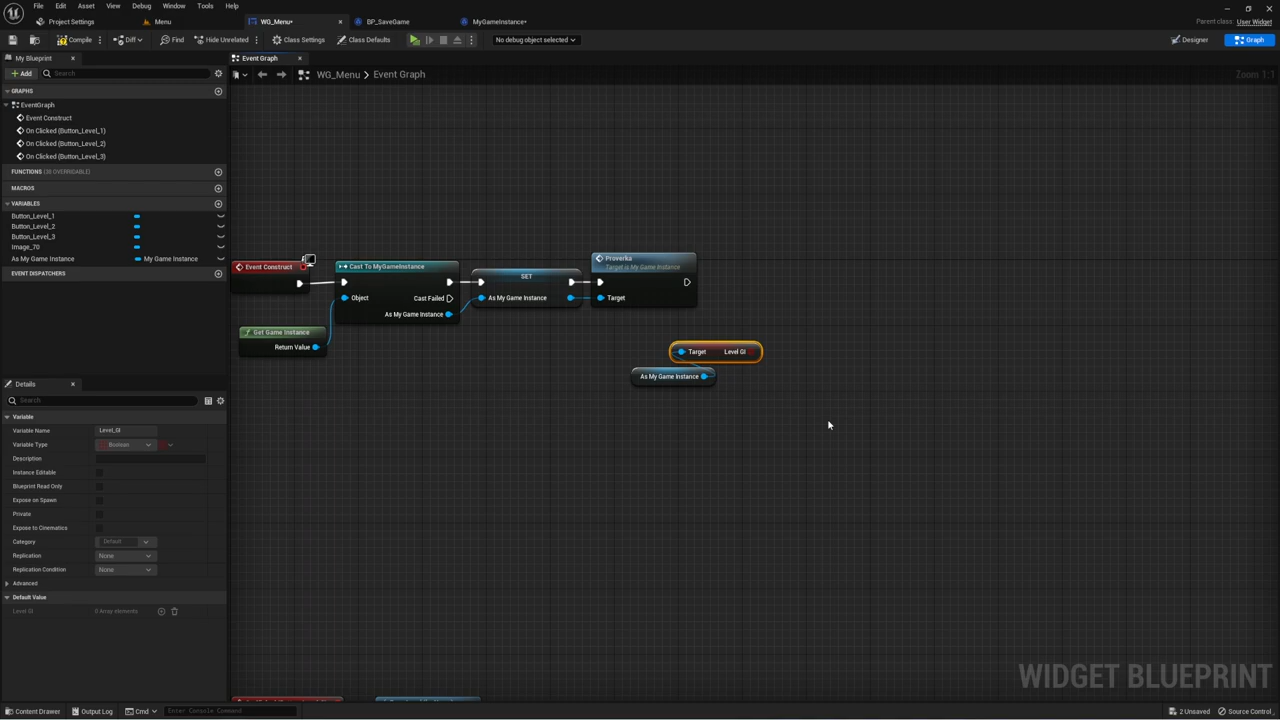 File Edit Asset View Debug Window Tools Help
Project Settings Menu WG_Menu• BP_SaveGame MyGameInstance•
Parent class: User Widget
Compile Diff Find Hide Unrelated Class Settings Class Defaults No debug object selected Designer Graph
My Blueprint Event Graph
Add Search WG_Menu > Event Graph Zoom 1:1
GRAPHS
EventGraph
Event Construct
On Clicked (Button_Level_1)
On Clicked (Button_Level_2)
On Clicked (Button_Level_3)
FUNCTIONS (38 OVERRIDABLE)
MACROS
VARIABLES
Button_Level_1
Button_Level_2
Button_Level_3
Image_70
As My Game Instance My Game Instance
EVENT DISPATCHERS
Event Construct
Cast To MyGameInstance
Object
Cast Failed
As My Game Instance
SET
As My Game Instance
Proverka
Target is My Game Instance
Target
Get Game Instance
Return Value
Target Level GI
As My Game Instance
Details
Search
Variable
Variable Name Level_GI
Variable Type Boolean
Description
Instance Editable
Blueprint Read Only
Expose on Spawn
Private
Expose to Cinematics
Category Default
Replication None
Replication Condition None
Advanced
Default Value
Level GI 0 Array elements
WIDGET BLUEPRINT
Content Drawer Output Log Cmd Enter Console Command 2 Unsaved Source Control